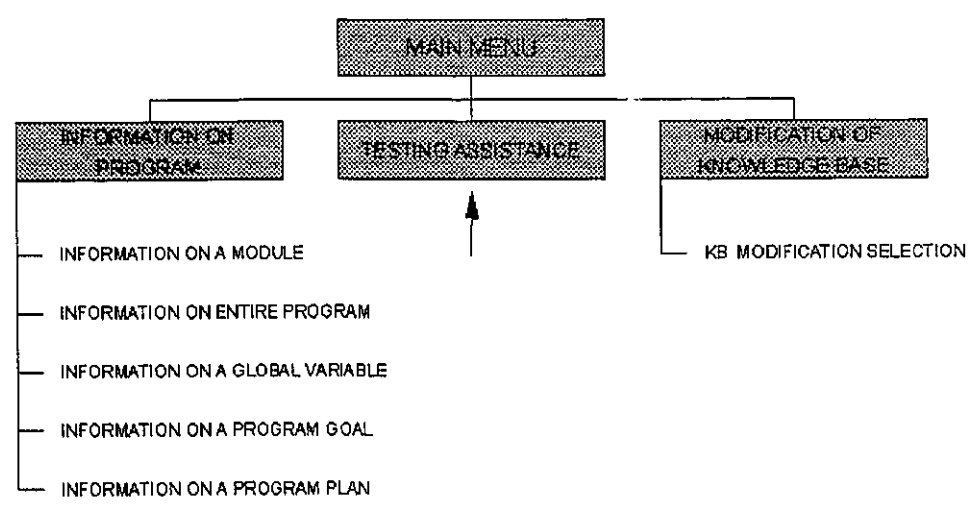 MAIN MENU
INFORMATION ON
PROGRAM
TESTING ASSISTANCE
MODIFICATION OF
KNOWLEDGE BASE
INFORMATION ON A MODULE
INFORMATION ON ENTIRE PROGRAM
INFORMATION ON A GLOBAL VARIABLE
INFORMATION ON A PROGRAM GOAL
INFORMATION ON A PROGRAM PLAN
KB MODIFICATION SELECTION